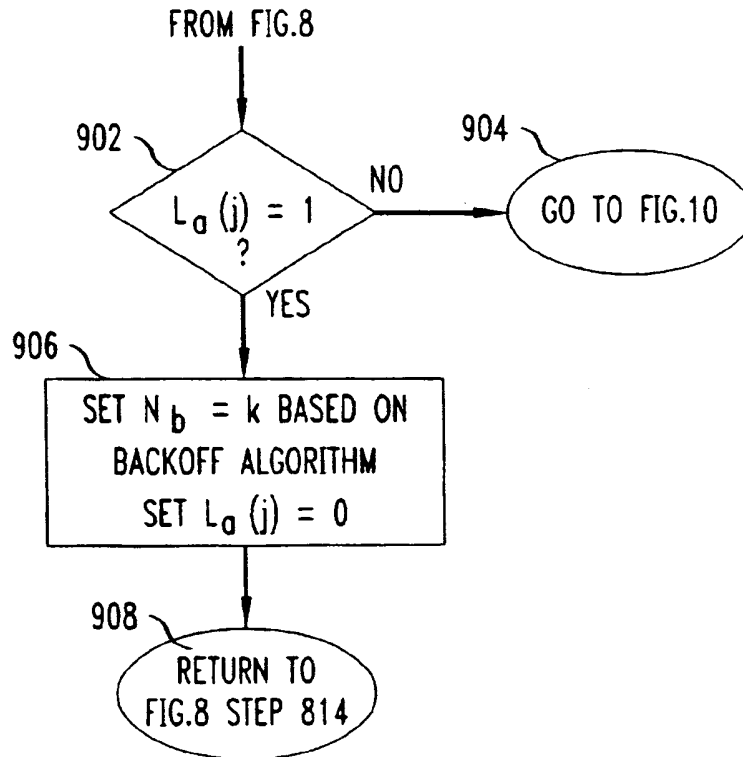 FROM FIG.8
902
L a (j) = 1
?
NO
904
GO TO FIG.10
YES
906
SET N b = k BASED ON
BACKOFF ALGORITHM
SET L a (j) = 0
908
RETURN TO
FIG.8 STEP 814